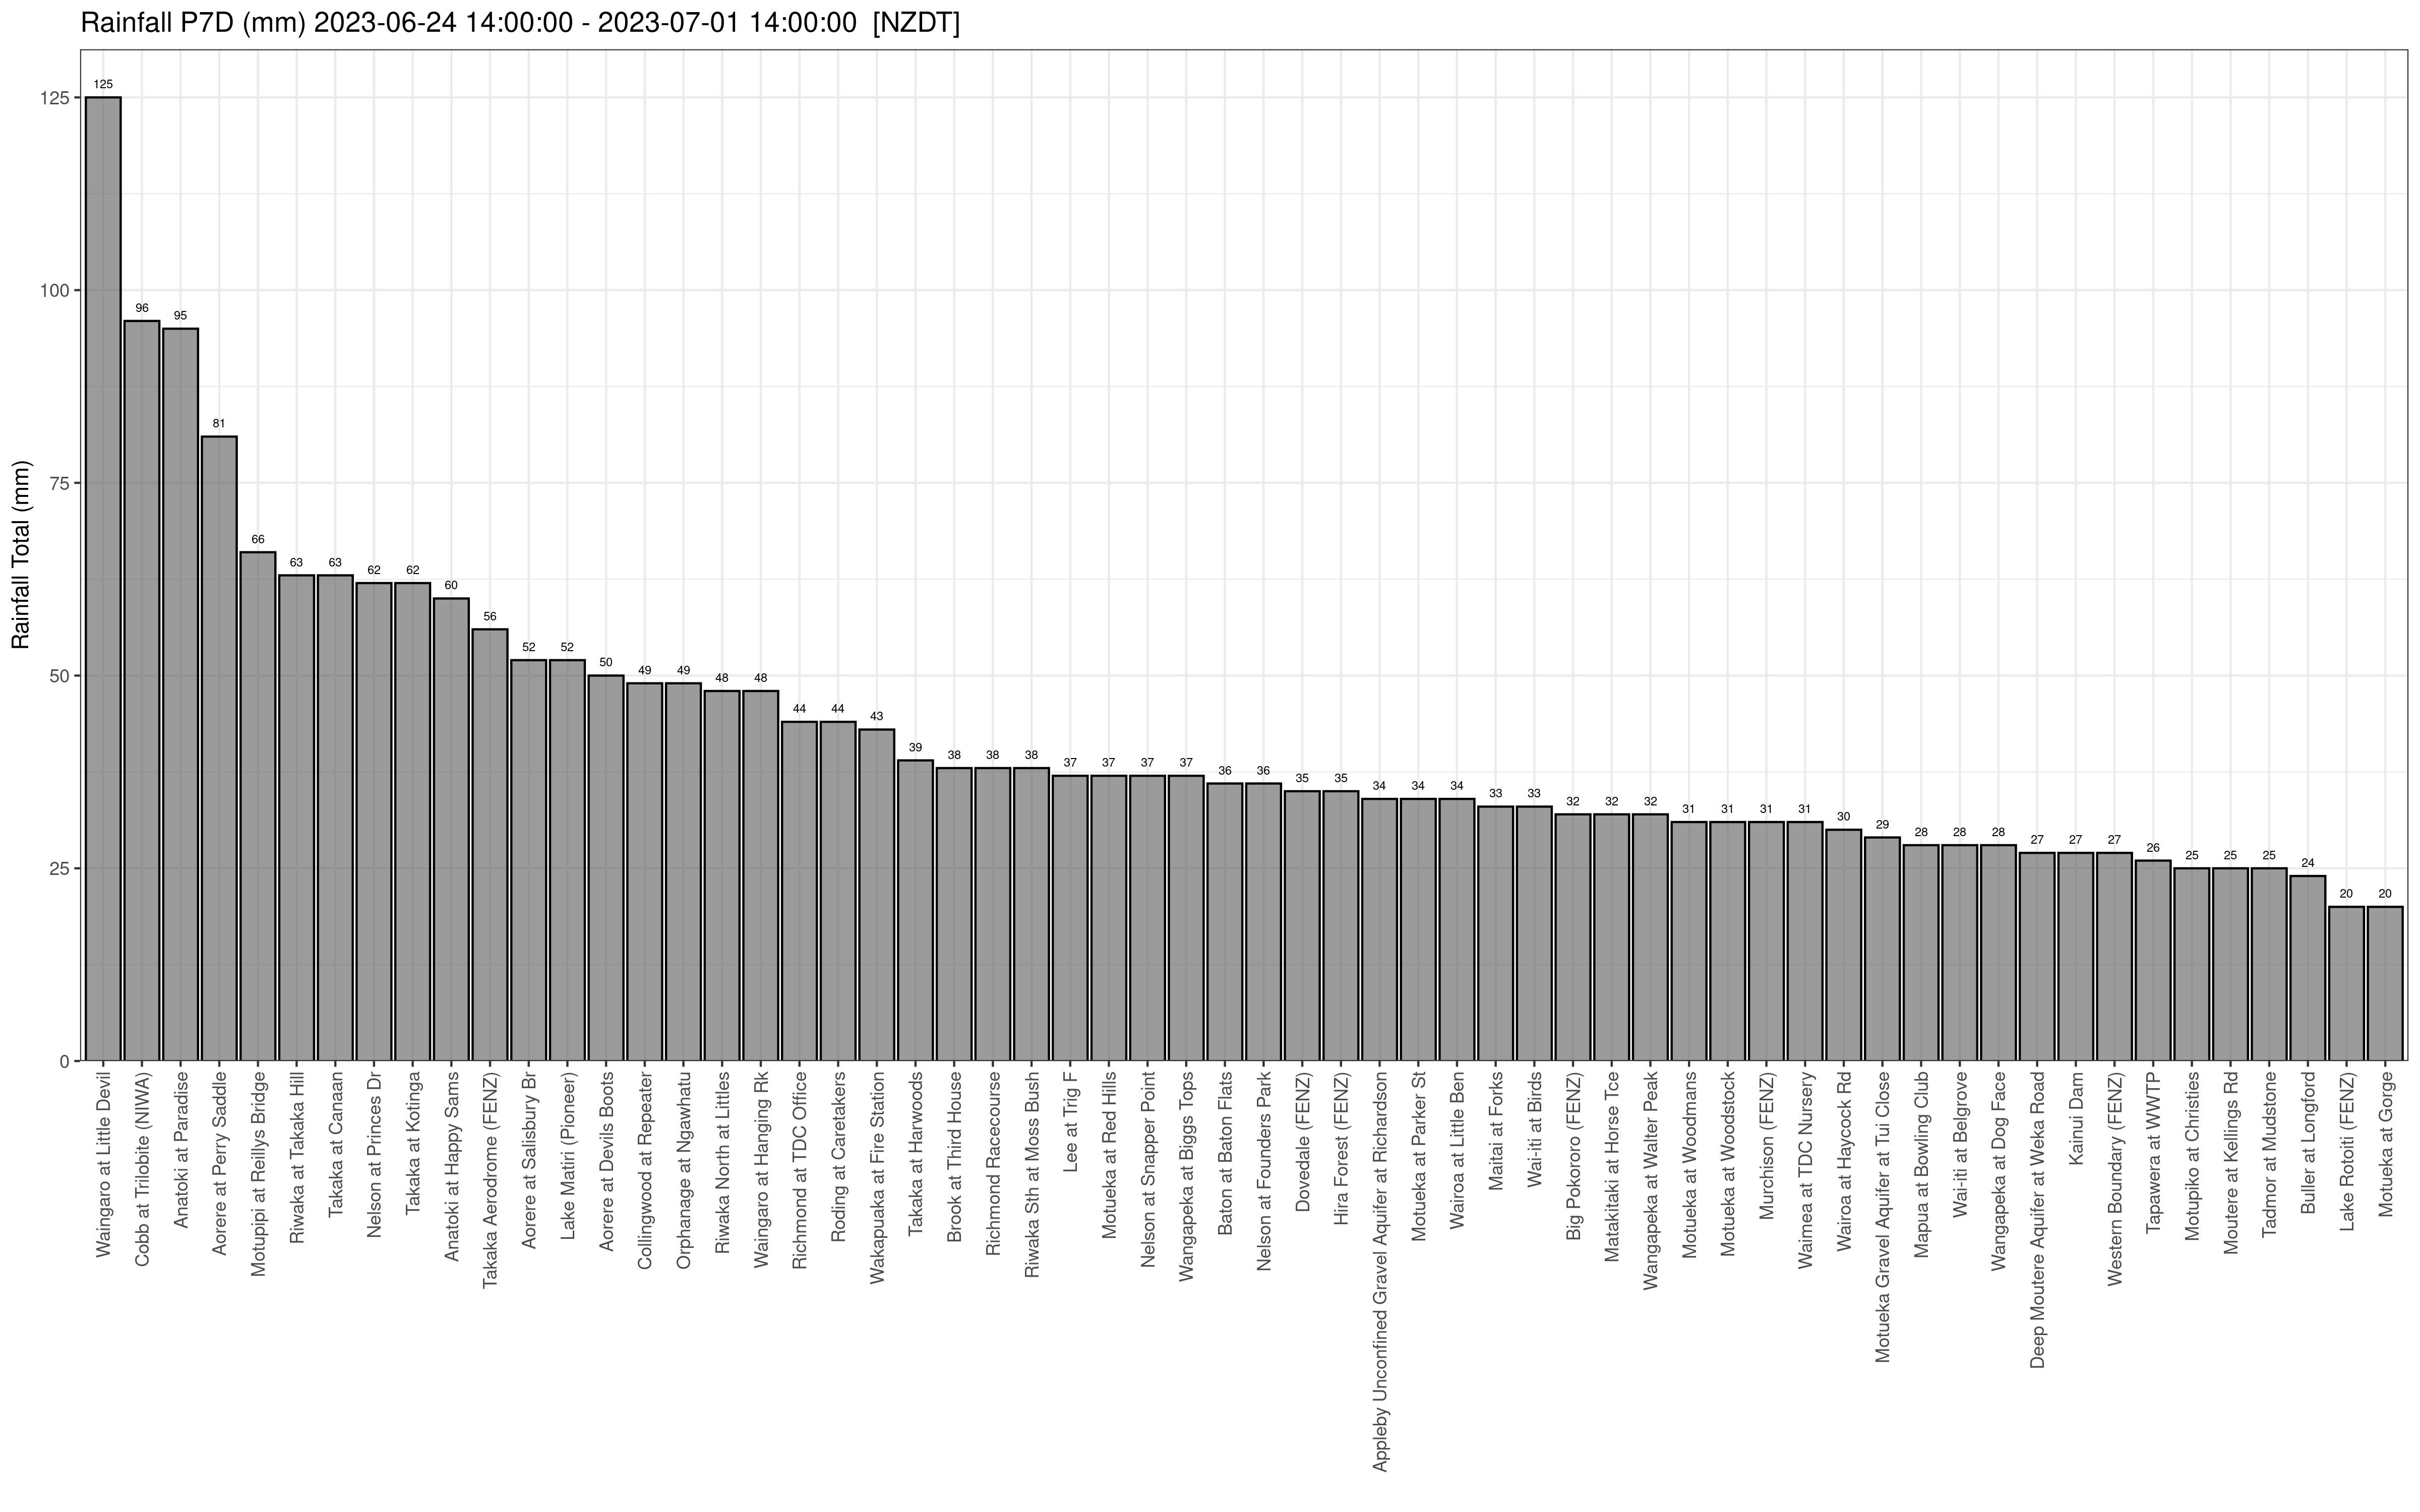 Rainfall P7D (mm) 2023-06-24 14:00:00 - 2023-07-01 14:00:00 [NZDT]
Rainfall Total (mm)
125
100
75
50
25
0
125
96
95
81
66
63
63
62
62
60
56
52
52
50
49
49
48
48
44
44
43
39
38
38
38
37
37
37
37
36
36
35
35
34
34
34
33
33
32
32
32
31
31
31
31
30
29
28
28
28
27
27
27
26
25
25
25
24
20
20
Waingaro at Little Devil
Cobb at Trilobite (NIWA)
Anatoki at Paradise
Aorere at Perry Saddle
Motupipi at Reillys Bridge
Riwaka at Takaka Hill
Takaka at Canaan
Nelson at Princes Dr
Takaka at Kotinga
Anatoki at Happy Sams
Takaka Aerodrome (FENZ)
Aorere at Salisbury Br
Lake Matiri (Pioneer)
Aorere at Devils Boots
Collingwood at Repeater
Orphanage at Ngawhatu
Riwaka North at Littles
Waingaro at Hanging Rk
Richmond at TDC Office
Roding at Caretakers
Wakapuaka at Fire Station
Takaka at Harwoods
Brook at Third House
Richmond Racecourse
Riwaka Sth at Moss Bush
Lee at Trig F
Motueka at Red Hills
Nelson at Snapper Point
Wangapeka at Biggs Tops
Baton at Baton Flats
Nelson at Founders Park
Dovedale (FENZ)
Hira Forest (FENZ)
Appleby Unconfined Gravel Aquifer at Richardson
Motueka at Parker St
Wairoa at Little Ben
Maitai at Forks
Wai-iti at Birds
Big Pokororo (FENZ)
Matakitaki at Horse Tce
Wangapeka at Walter Peak
Motueka at Woodmans
Motueka at Woodstock
Murchison (FENZ)
Waimea at TDC Nursery
Wairoa at Haycock Rd
Motueka Gravel Aquifer at Tui Close
Mapua at Bowling Club
Wai-iti at Belgrove
Wangapeka at Dog Face
Deep Moutere Aquifer at Weka Road
Kainui Dam
Western Boundary (FENZ)
Tapawera at WWTP
Motupiko at Christies
Moutere at Kellings Rd
Tadmor at Mudstone
Buller at Longford
Lake Rotoiti (FENZ)
Motueka at Gorge